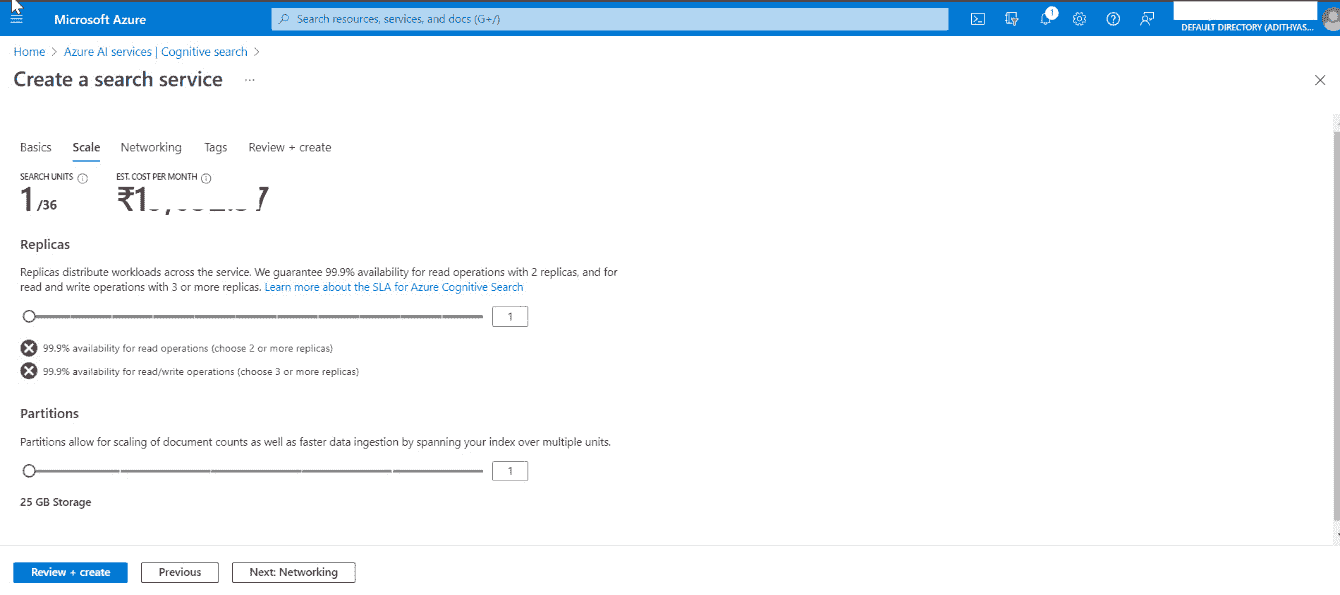 Microsoft Azure
Search resources, services, and docs (G+/)
1
DEFAULT DIRECTORY (ADITHYAS...
Home > Azure AI services | Cognitive search >
Create a search service ...
Basics Scale Networking Tags Review + create
SEARCH UNITS EST. COST PER MONTH
1/36
Replicas
Replicas distribute workloads across the service. We guarantee 99.9% availability for read operations with 2 replicas, and for
read and write operations with 3 or more replicas. Learn more about the SLA for Azure Cognitive Search
1
99.9% availability for read operations (choose 2 or more replicas)
99.9% availability for read/write operations (choose 3 or more replicas)
Partitions
Partitions allow for scaling of document counts as well as faster data ingestion by spanning your index over multiple units.
1
25 GB Storage
Review + create Previous Next: Networking